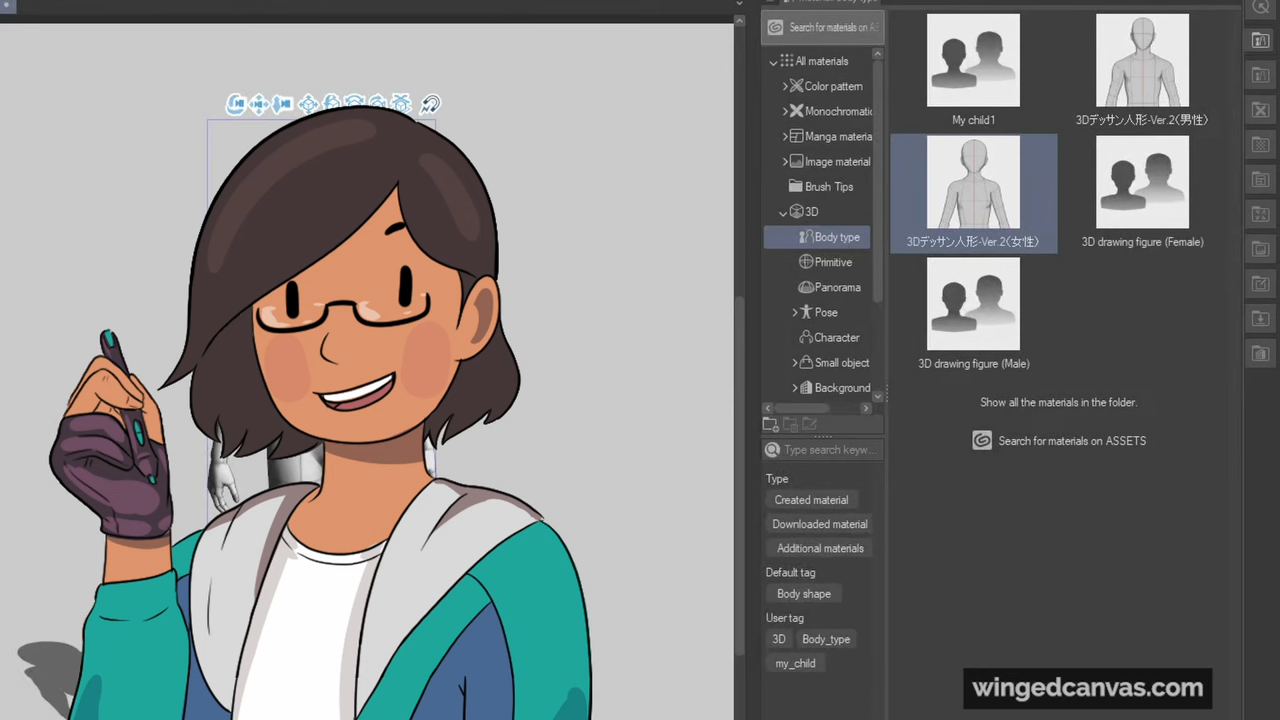 Search for materials on AS
All materials
Color pattern
Monochromatic
Manga materia
Image material
Brush Tips
3D
Body type
Primitive
Panorama
Pose
Character
Small object
Background
Type search keyw...
Type
Created material
Downloaded material
Additional materials
Default tag
Body shape
User tag
3D
Body_type
my_child
My child1
3Dデッサン人形-Ver.2〈男性〉
3Dデッサン人形-Ver.2〈女性〉
3D drawing figure (Female)
3D drawing figure (Male)
Show all the materials in the folder.
Search for materials on ASSETS
wingedcanvas.com